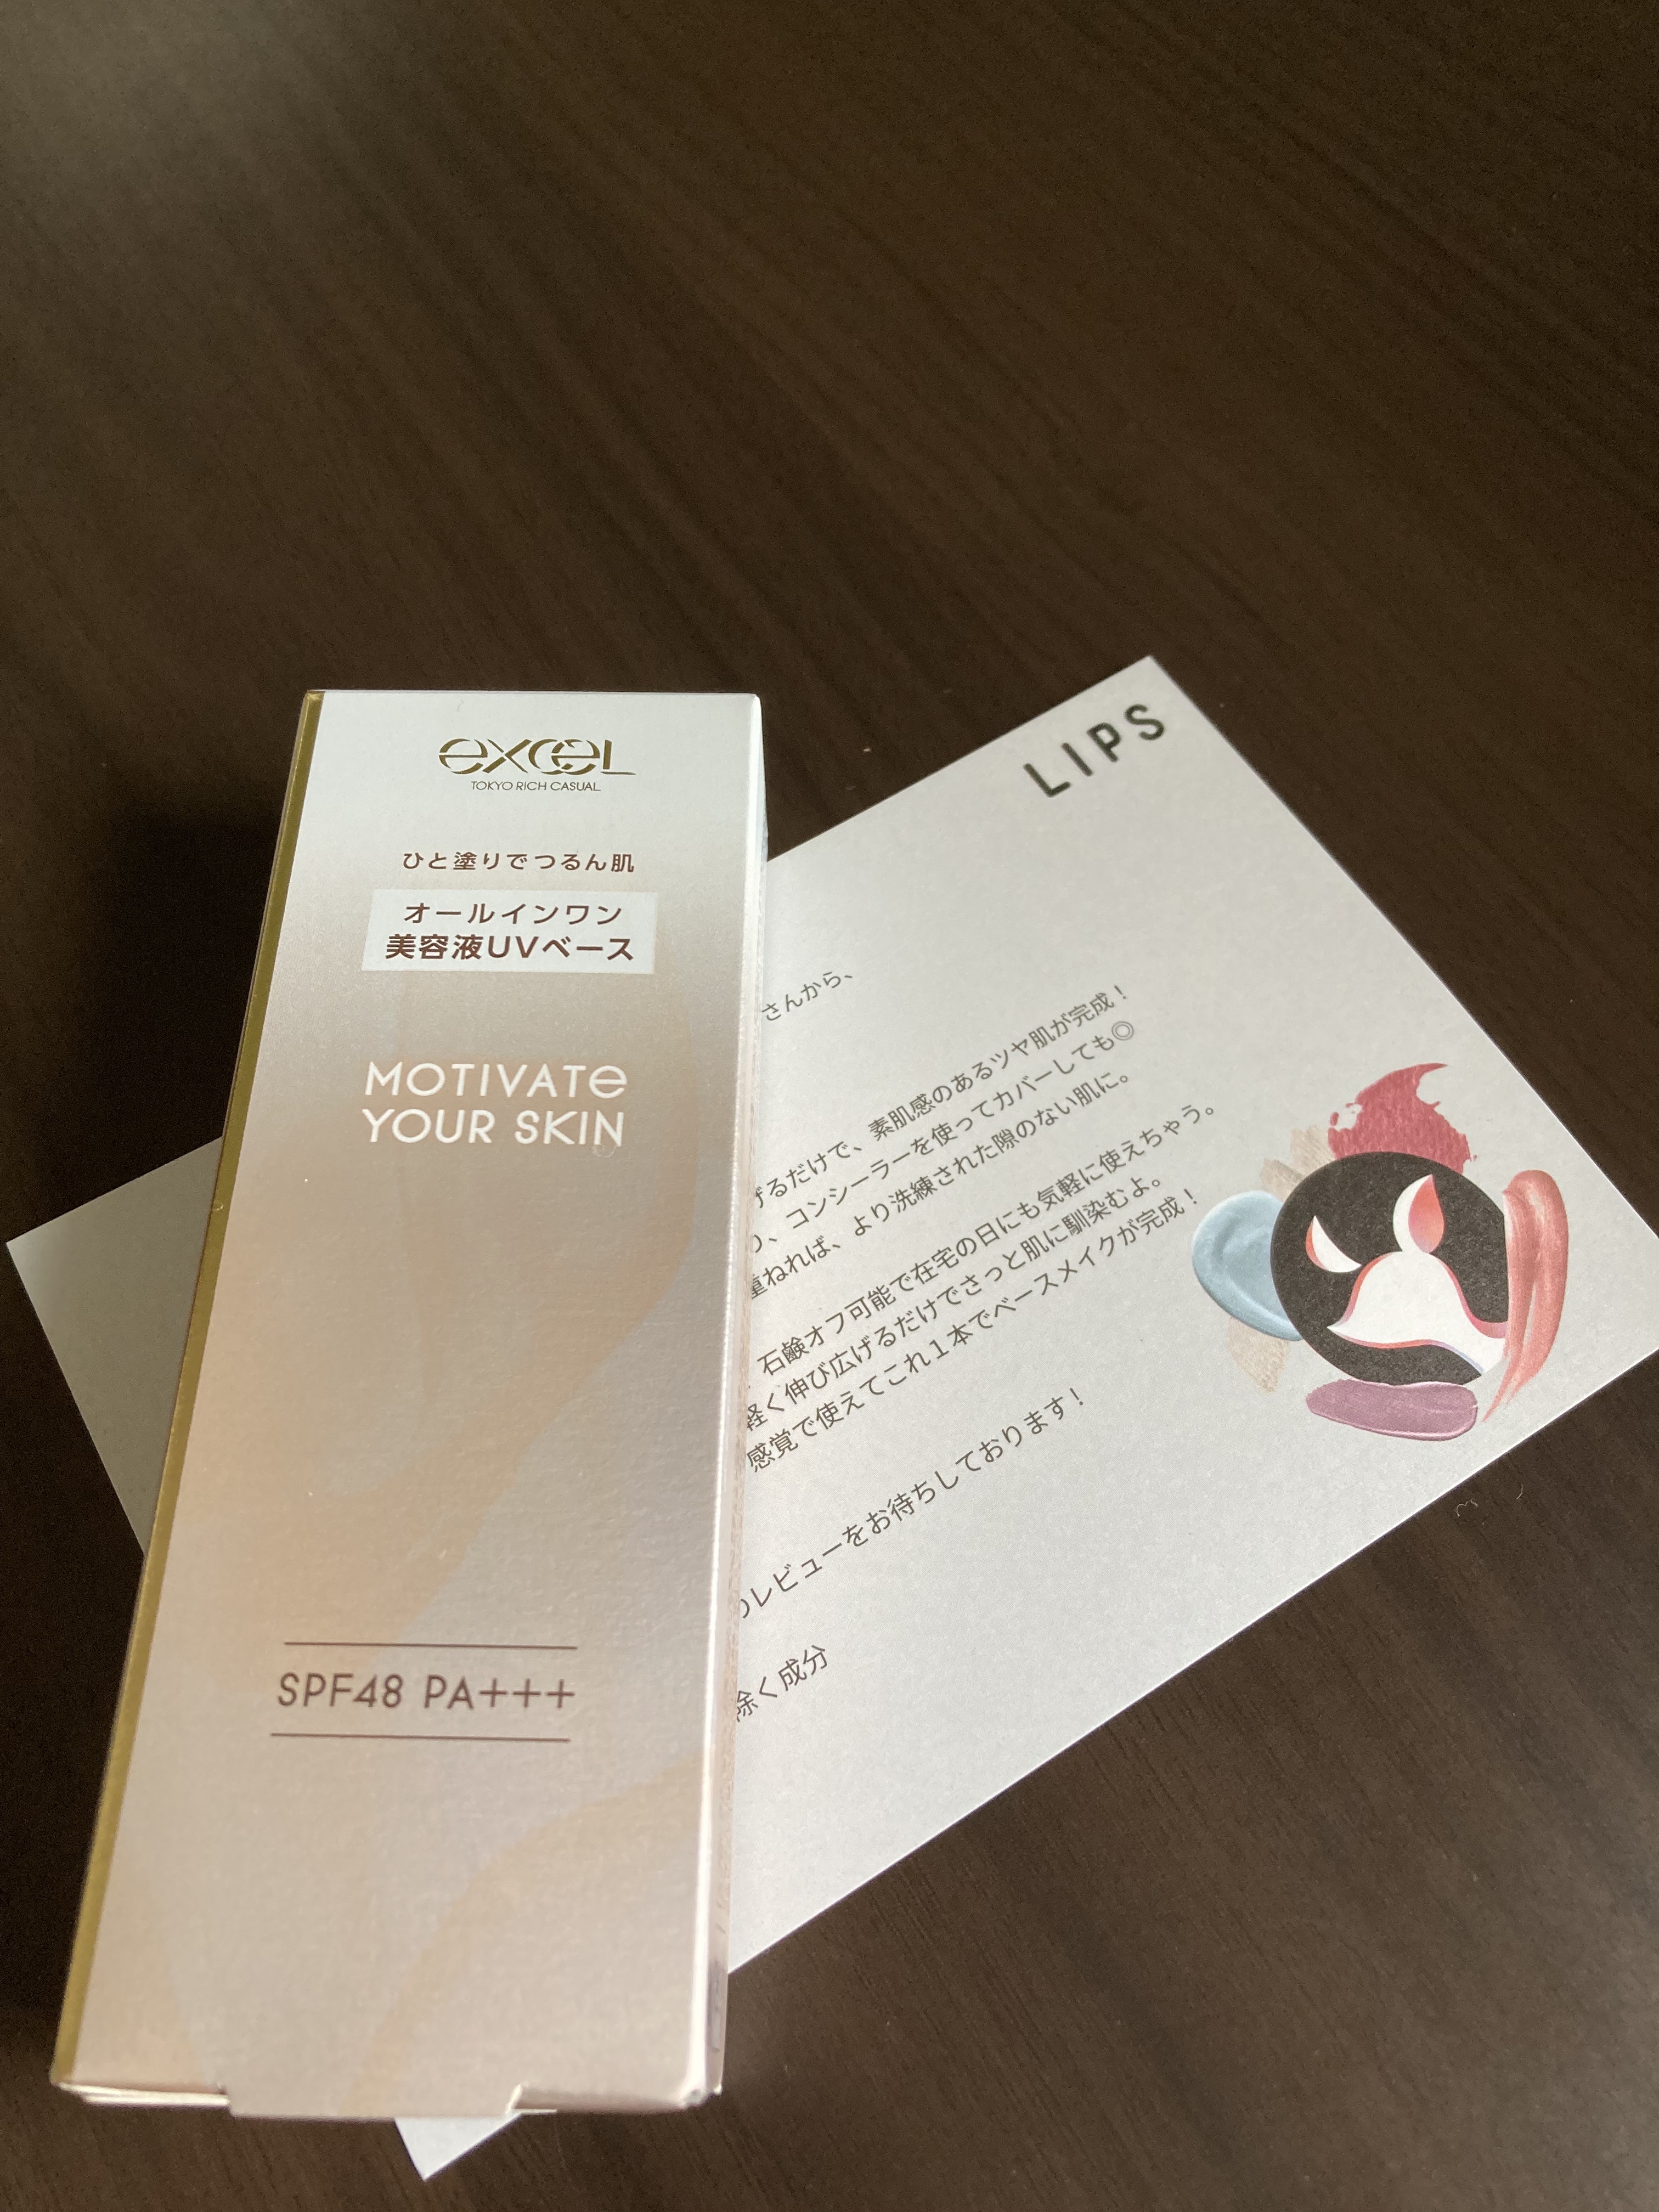 excel
TOKYO RICH CASUAL
ひと塗りでつるん肌
オールインワン
美容液UVベース
MOTIVATE
YOUR SKIN
SPF48 PA+++
LIPS
さんから、
げるだけで、素肌感のあるツヤ肌が完成！
、コンシーラーを使ってカバーしても◎
重ねれば、より洗練された隙のない肌に。
石鹸オフ可能で在宅の日にも気軽に使えちゃう。
軽く伸び広げるだけでさっと肌に馴染むよ。
感覚で使えてこれ1本でベースメイクが完成！
のレビューをお待ちしております！
除く成分